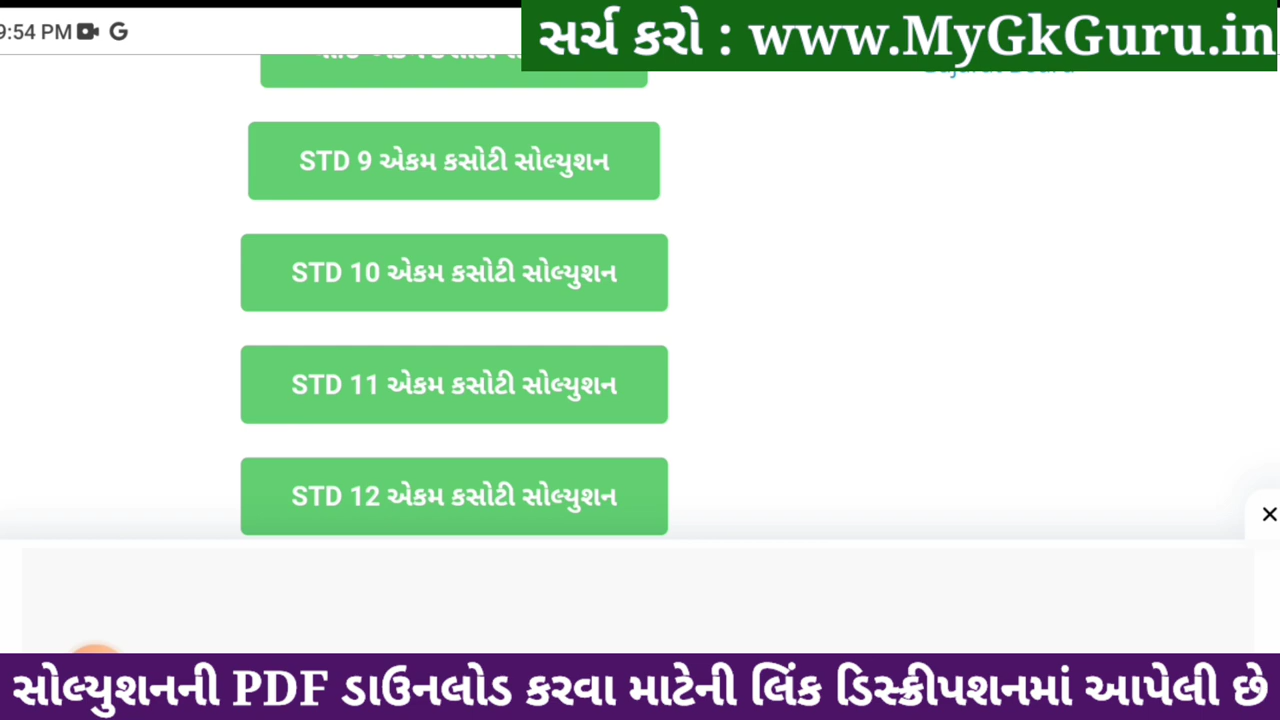 9:54 PM
સર્ચ કરો : www.MyGkGuru.in
STD 9 એકમ કસોટી સોલ્યુશન
STD 10 એકમ કસોટી સોલ્યુશન
STD 11 એકમ કસોટી સોલ્યુશન
STD 12 એકમ કસોટી સોલ્યુશન
સોલ્યુશનની PDF ડાઉનલોડ કરવા માટેની લિંક ડિસ્ક્રીપશનમાં આપેલી છે